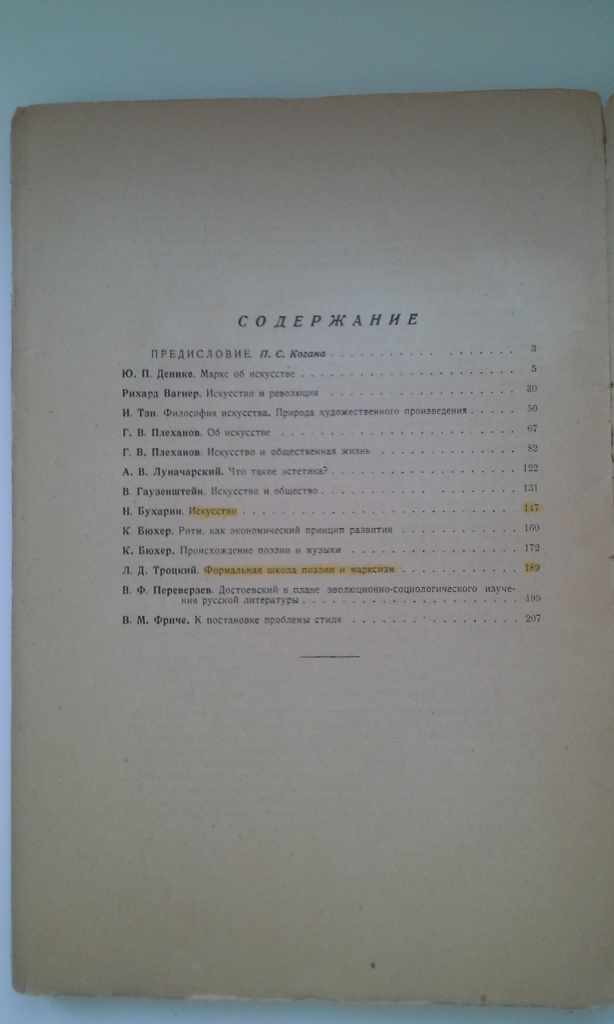 СОДЕРЖАНИЕ
ПРЕДИСЛОВИЕ. П. С. Когана . . . . . . . . . . . . . . . . . . . 3
Ю. П. Денике. Маркс об искусстве . . . . . . . . . . . . . . . . . . . . . 5
Рихард Вагнер. Искусство и революция . . . . . . . . . . . . . . . . . . . 30
И. Тэн. Философия искусства. Природа художественного произведения . . . . . 50
Г. В. Плеханов. Об искусстве . . . . . . . . . . . . . . . . . . . . . . . 67
Г. В. Плеханов. Искусство и общественная жизнь . . . . . . . . . . . . . . 82
А. В. Луначарский. Что такое эстетика? . . . . . . . . . . . . . . . . . . 122
В. Гаузенштейн. Искусство и общество . . . . . . . . . . . . . . . . . . . 131
Н. Бухарин. Искусство . . . . . . . . . . . . . . . . . . . . . . . . . . 147
К. Бюхер. Ритм, как экономический принцип развития . . . . . . . . . . . . 160
К. Бюхер. Происхождение поэзии и музыки . . . . . . . . . . . . . . . . . 172
Л. Д. Троцкий. Формальная школа поэзии и марксизм . . . . . . . . . . . . 189
В. Ф. Переверзев. Достоевский в плане эволюционно-социологического изуче-
ния русской литературы . . . . . . . . . . . . . . . . . . . . 199
В. М. Фриче. К постановке проблемы стиля . . . . . . . . . . . . . . . . . 207